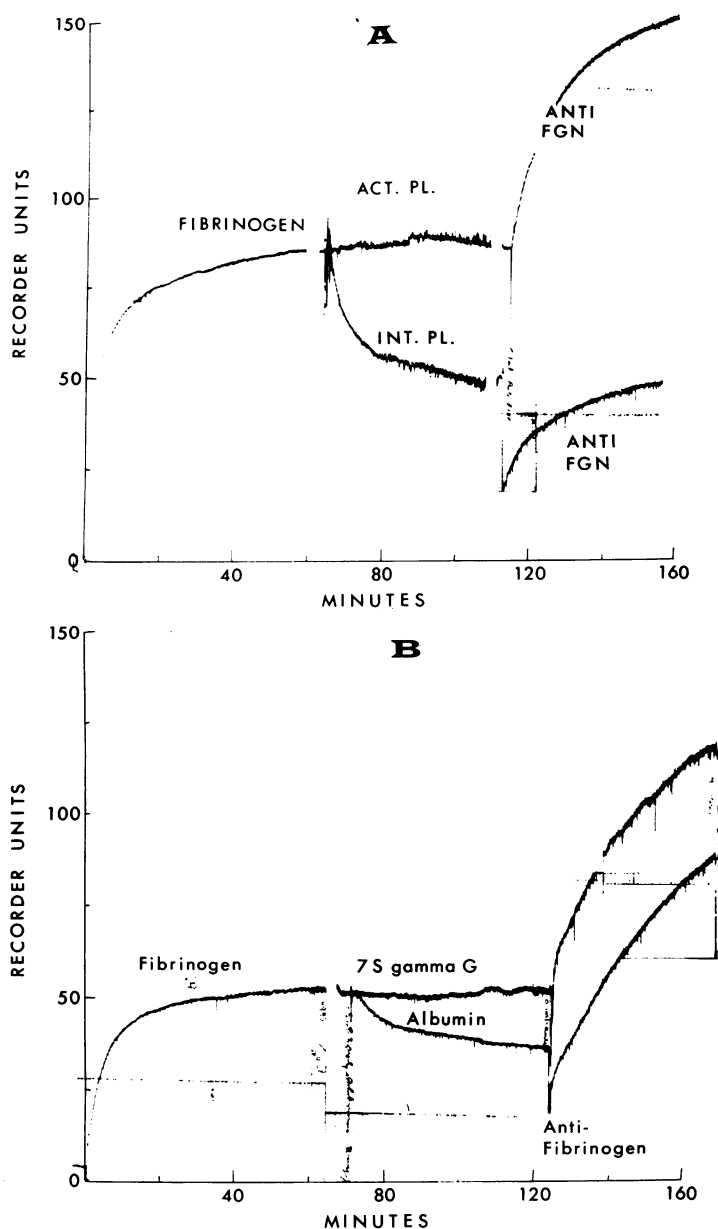 A
150
100
50
0
RECORDER UNITS
FIBRINOGEN
ACT. PL.
INT. PL.
ANTI
FGN
ANTI
FGN
40
80
120
160
MINUTES
B
150
100
50
0
RECORDER UNITS
Fibrinogen
7S gamma G
Albumin
Anti-
Fibrinogen
40
80
120
160
MINUTES